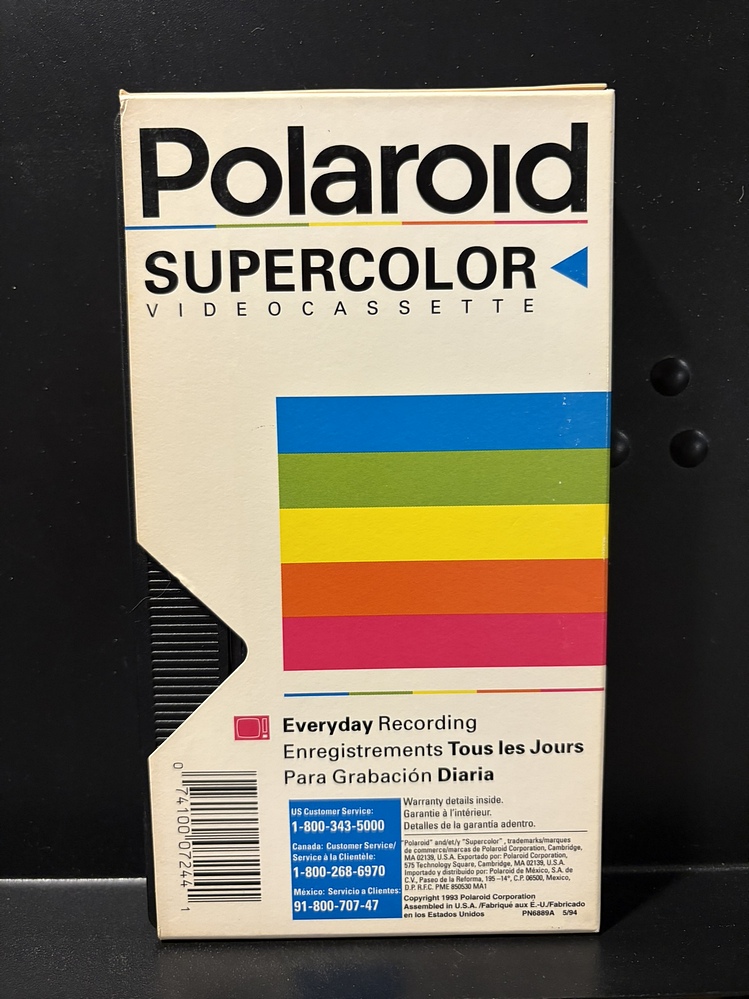 Polaroid
SUPERCOLOR
VIDEOCASSETTE
Everyday Recording
Enregistrements Tous les Jours
Para Grabación Diaria
0 74100 07244 1
US Customer Service:
1-800-343-5000
Canada: Customer Service/
Service à la Clientèle:
1-800-268-6970
México: Servicio a Clientes:
91-800-707-47
Warranty details inside.
Garantie à l'intérieur.
Detalles de la garantía adentro.
"Polaroid" and/et/y "Supercolor", trademarks/marques
de commerce/marcas de Polaroid Corporation, Cambridge,
MA 02139, U.S.A. Exportado por: Polaroid Corporation,
575 Technology Square, Cambridge, MA 02139, U.S.A.
Importado y distribuido por: Polaroid de México, S.A. de
C.V., Paseo de la Reforma, 195 –14°, C.P. 06500, Mexico,
D.P. R.F.C. PME 850530 MA1
Copyright 1993 Polaroid Corporation
Assembled in U.S.A. /Fabriqué aux É.-U./Fabricado
en los Estados Unidos PN6889A 5/94